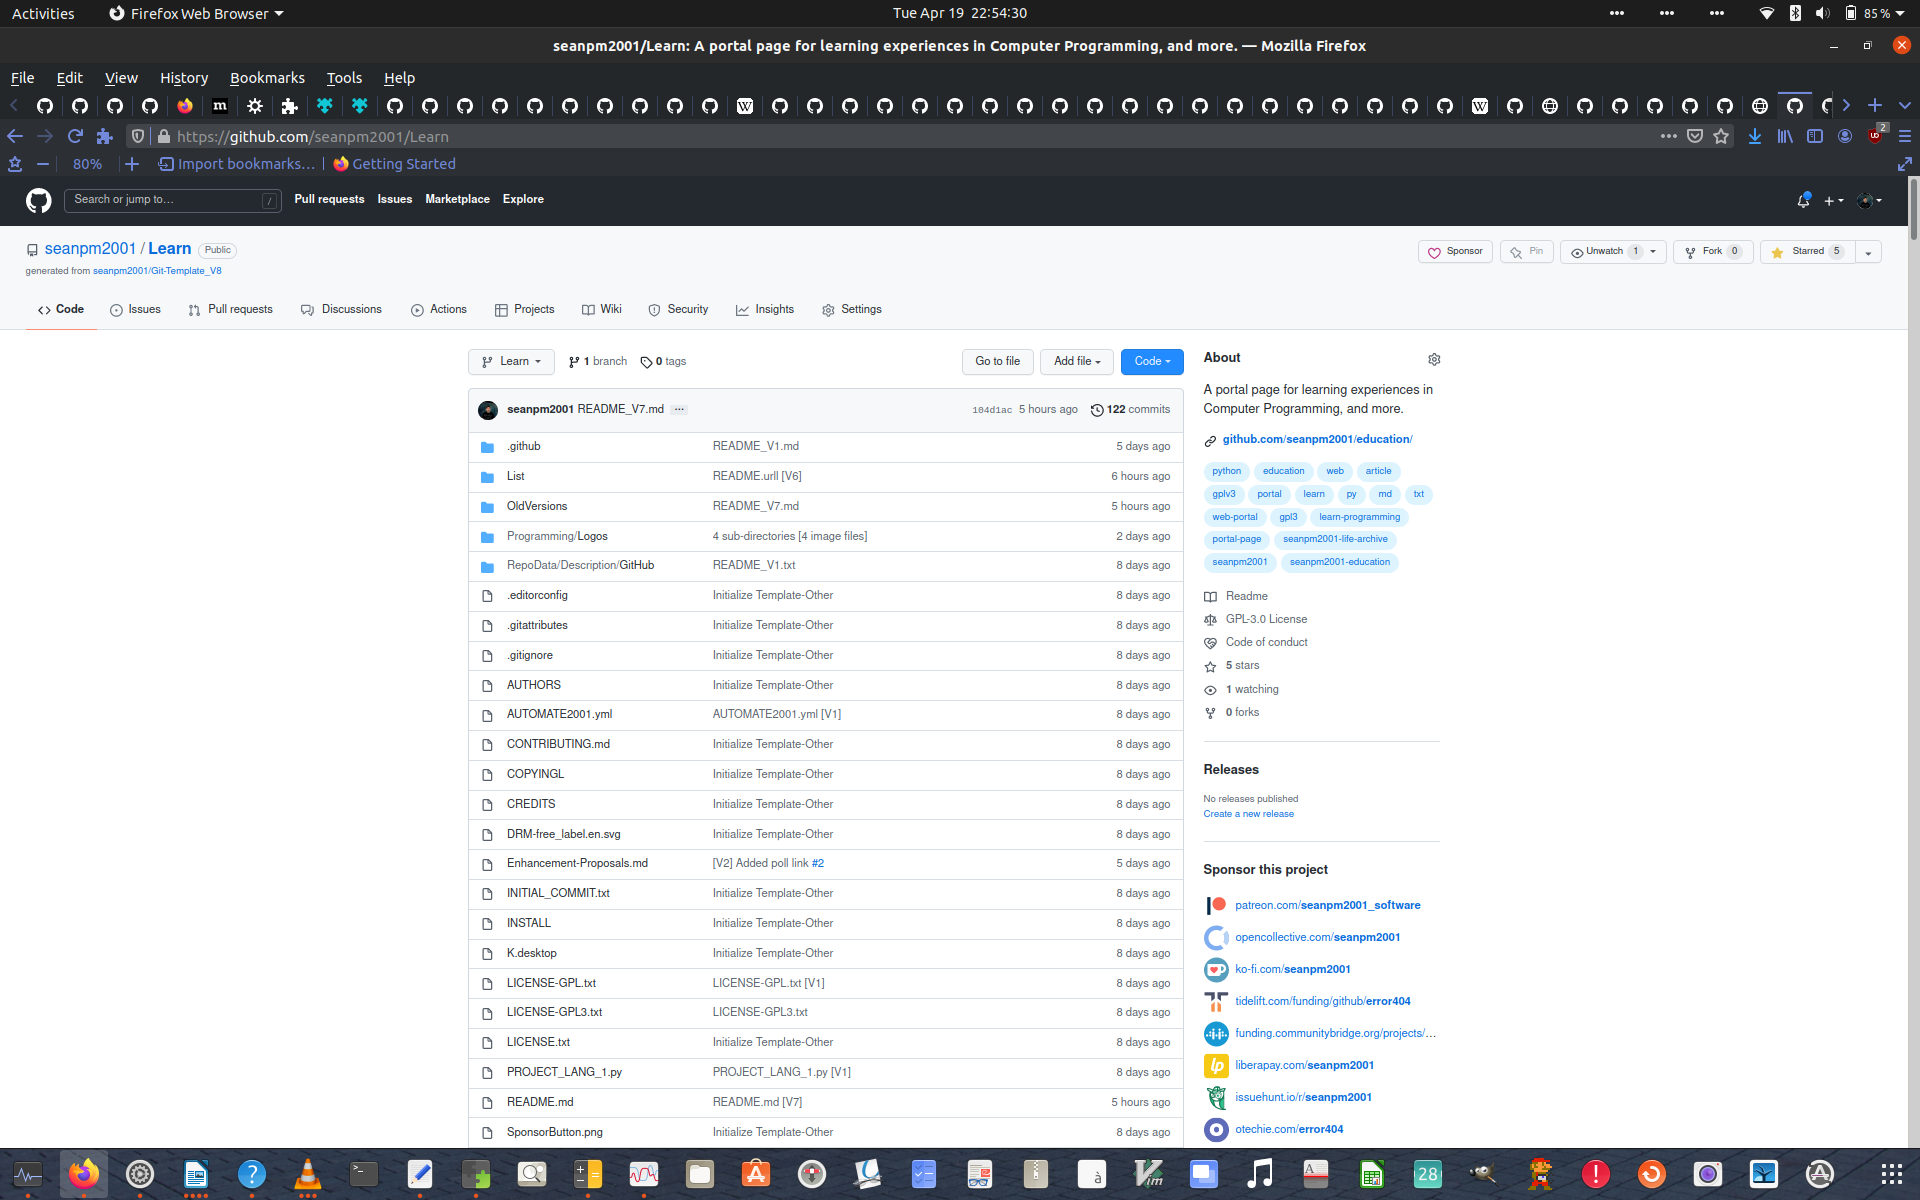 Activities
Firefox Web Browser
Tue Apr 19 22:54:30
85 %
seanpm2001/Learn: A portal page for learning experiences in Computer Programming, and more. — Mozilla Firefox
File Edit View History Bookmarks Tools Help
https://github.com/seanpm2001/Learn
2
80% Import bookmarks... Getting Started
Search or jump to... /
Pull requests Issues Marketplace Explore
seanpm2001 / Learn Public
generated from seanpm2001/Git-Template_V8
Sponsor Pin Unwatch 1 Fork 0 Starred 5
Code Issues Pull requests Discussions Actions Projects Wiki Security Insights Settings
Learn 1 branch 0 tags Go to file Add file Code
seanpm2001 README_V7.md ... 104d1ac 5 hours ago 122 commits
.github README_V1.md 5 days ago
List README.urll [V6] 6 hours ago
OldVersions README_V7.md 5 hours ago
Programming/Logos 4 sub-directories [4 image files] 2 days ago
RepoData/Description/GitHub README_V1.txt 8 days ago
.editorconfig Initialize Template-Other 8 days ago
.gitattributes Initialize Template-Other 8 days ago
.gitignore Initialize Template-Other 8 days ago
AUTHORS Initialize Template-Other 8 days ago
AUTOMATE2001.yml AUTOMATE2001.yml [V1] 8 days ago
CONTRIBUTING.md Initialize Template-Other 8 days ago
COPYINGL Initialize Template-Other 8 days ago
CREDITS Initialize Template-Other 8 days ago
DRM-free_label.en.svg Initialize Template-Other 8 days ago
Enhancement-Proposals.md [V2] Added poll link #2 5 days ago
INITIAL_COMMIT.txt Initialize Template-Other 8 days ago
INSTALL Initialize Template-Other 8 days ago
K.desktop Initialize Template-Other 8 days ago
LICENSE-GPL.txt LICENSE-GPL.txt [V1] 8 days ago
LICENSE-GPL3.txt LICENSE-GPL3.txt 8 days ago
LICENSE.txt Initialize Template-Other 8 days ago
PROJECT_LANG_1.py PROJECT_LANG_1.py [V1] 8 days ago
README.md README.md [V7] 5 hours ago
SponsorButton.png Initialize Template-Other 8 days ago
About
A portal page for learning experiences in
Computer Programming, and more.
github.com/seanpm2001/education/
python education web article
gplv3 portal learn py md txt
web-portal gpl3 learn-programming
portal-page seanpm2001-life-archive
seanpm2001 seanpm2001-education
Readme
GPL-3.0 License
Code of conduct
5 stars
1 watching
0 forks
Releases
No releases published
Create a new release
Sponsor this project
patreon.com/seanpm2001_software
opencollective.com/seanpm2001
ko-fi.com/seanpm2001
tidelift.com/funding/github/error404
funding.communitybridge.org/projects/...
liberapay.com/seanpm2001
issuehunt.io/r/seanpm2001
otechie.com/error404
28